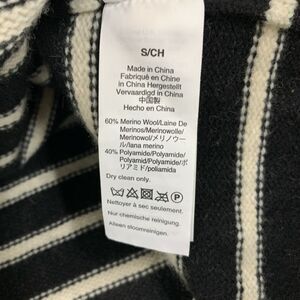 S/CH
Made in China
Fabriqué en Chine
In China Hergestellt
Vervaardigd in China
中国製
Hecho en China
60% Merino Wool/Laine De
Merinos/Merinowolle/
Merinowol/メリノウー
ル/lana merino
40% Polyamide/Polyamide/
Polyamid/Polyamide/ポ
リアミド/poliamida
Dry clean only.
Nettoyer à sec seulement.
Nur chemische reinigung.
Alleen stoomreinigen.